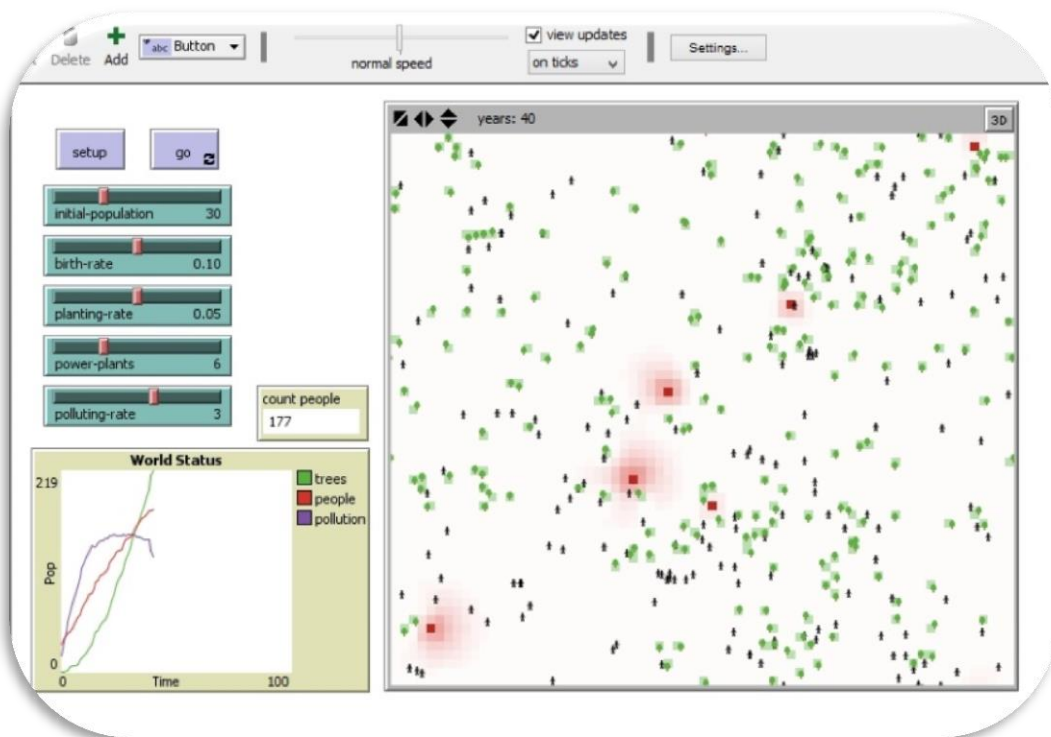 Delete Add abc Button
normal speed
view updates
on ticks
Settings...
setup go
initial-population 30
birth-rate 0.10
planting-rate 0.05
power-plants 6
polluting-rate 3
count people
177
World Status
219
Pop
0
0 Time 100
trees
people
pollution
years: 40
3D